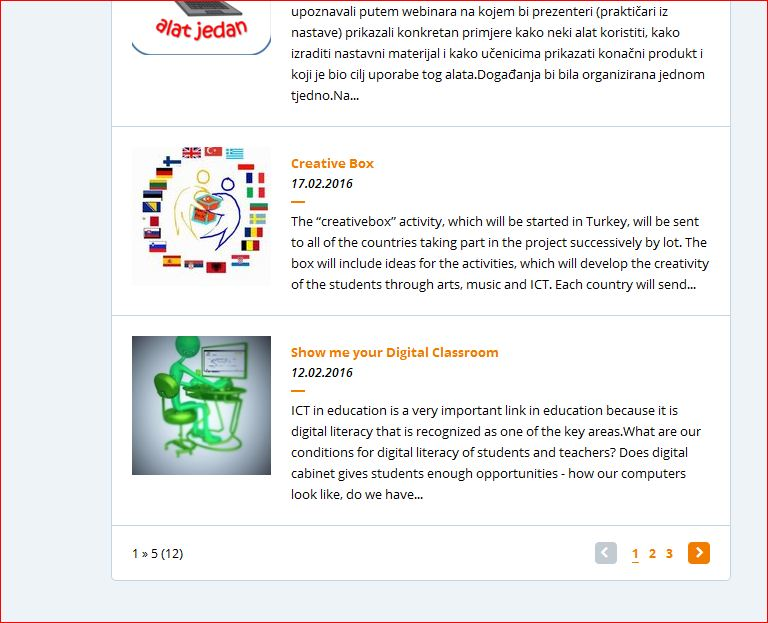 alat jedan
upoznavali putem webinara na kojem bi prezenteri (praktičari iz
nastave) prikazali konkretan primjere kako neki alat koristiti, kako
izraditi nastavni materijal i kako učenicima prikazati konačni produkt i
koji je bio cilj uporabe tog alata.Događanja bi bila organizirana jednom
tjedno.Na...
Creative Box
17.02.2016
The “creativebox” activity, which will be started in Turkey, will be sent
to all of the countries taking part in the project successively by lot. The
box will include ideas for the activities, which will develop the creativity
of the students through arts, music and ICT. Each country will send...
Show me your Digital Classroom
12.02.2016
ICT in education is a very important link in education because it is
digital literacy that is recognized as one of the key areas.What are our
conditions for digital literacy of students and teachers? Does digital
cabinet gives students enough opportunities - how our computers
look like, do we have...
1 » 5 (12)
1 2 3